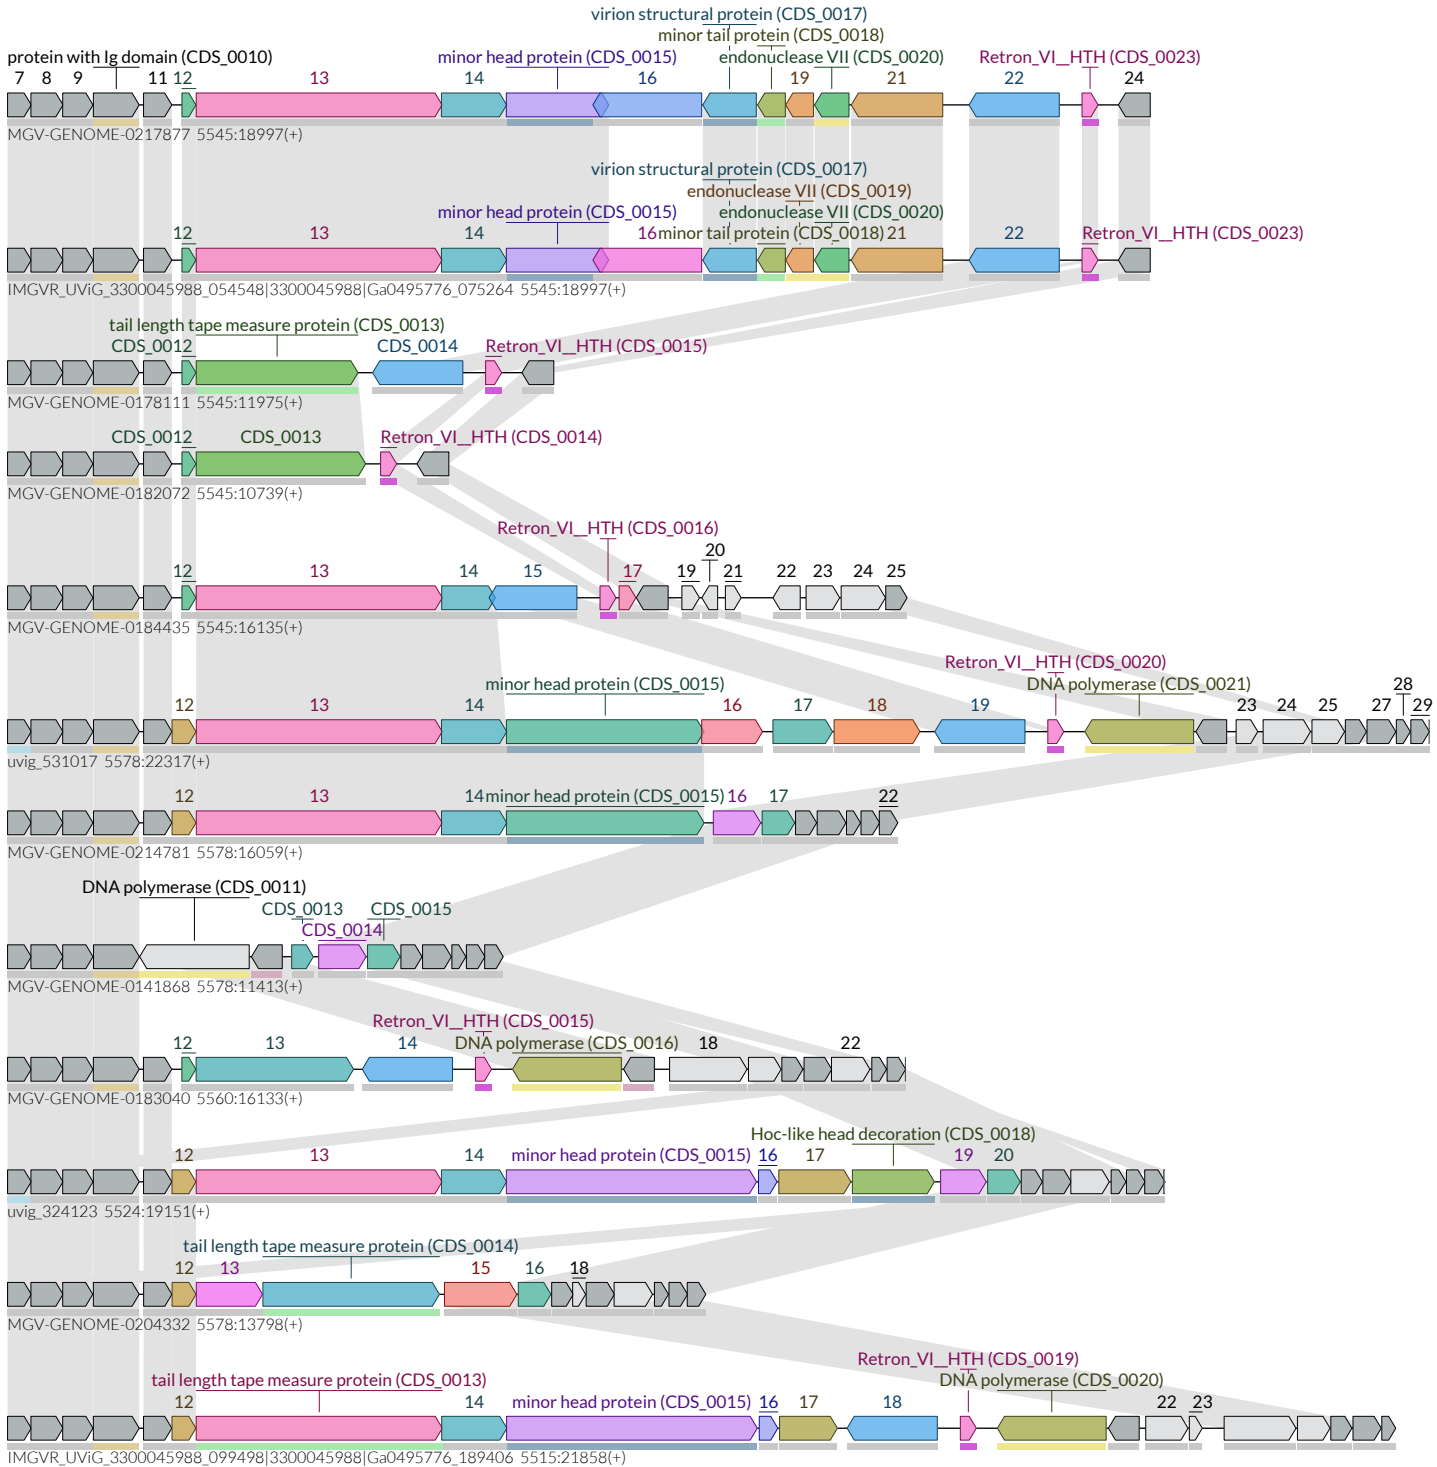 virion structural protein (CDS_0017)
minor tail protein (CDS_0018)
protein with Ig domain (CDS_0010) minor head protein (CDS_0015) endonuclease VII (CDS_0020) Retron_VI__HTH (CDS_0023)
7 8 9 11 12 13 14 16 19 21 22 24
MGV-GENOME-0217877 5545:18997(+)
virion structural protein (CDS_0017)
endonuclease VII (CDS_0019)
minor head protein (CDS_0015) endonuclease VII (CDS_0020)
12 13 14 16 minor tail protein (CDS_0018) 21 22 Retron_VI__HTH (CDS_0023)
IMGVR_UViG_3300045988_054548|3300045988|Ga0495776_075264 5545:18997(+)
tail length tape measure protein (CDS_0013)
CDS_0012 CDS_0014 Retron_VI__HTH (CDS_0015)
MGV-GENOME-0178111 5545:11975(+)
CDS_0012 CDS_0013 Retron_VI__HTH (CDS_0014)
MGV-GENOME-0182072 5545:10739(+)
Retron_VI__HTH (CDS_0016)
20
12 13 14 15 17 19 21 22 23 24 25
MGV-GENOME-0184435 5545:16135(+)
Retron_VI__HTH (CDS_0020)
minor head protein (CDS_0015) DNA polymerase (CDS_0021) 28
12 13 14 16 17 18 19 23 24 25 27 29
uvig_531017 5578:22317(+)
12 13 14 minor head protein (CDS_0015) 16 17 22
MGV-GENOME-0214781 5578:16059(+)
DNA polymerase (CDS_0011)
CDS_0013 CDS_0015
CDS_0014
MGV-GENOME-0141868 5578:11413(+)
Retron_VI__HTH (CDS_0015)
12 13 14 DNA polymerase (CDS_0016) 18 22
MGV-GENOME-0183040 5560:16133(+)
Hoc-like head decoration (CDS_0018)
12 13 14 minor head protein (CDS_0015) 16 17 19 20
uvig_324123 5524:19151(+)
tail length tape measure protein (CDS_0014)
12 13 15 16 18
MGV-GENOME-0204332 5578:13798(+)
Retron_VI__HTH (CDS_0019)
tail length tape measure protein (CDS_0013) DNA polymerase (CDS_0020)
12 14 minor head protein (CDS_0015) 16 17 18 22 23
IMGVR_UViG_3300045988_099498|3300045988|Ga0495776_189406 5515:21858(+)